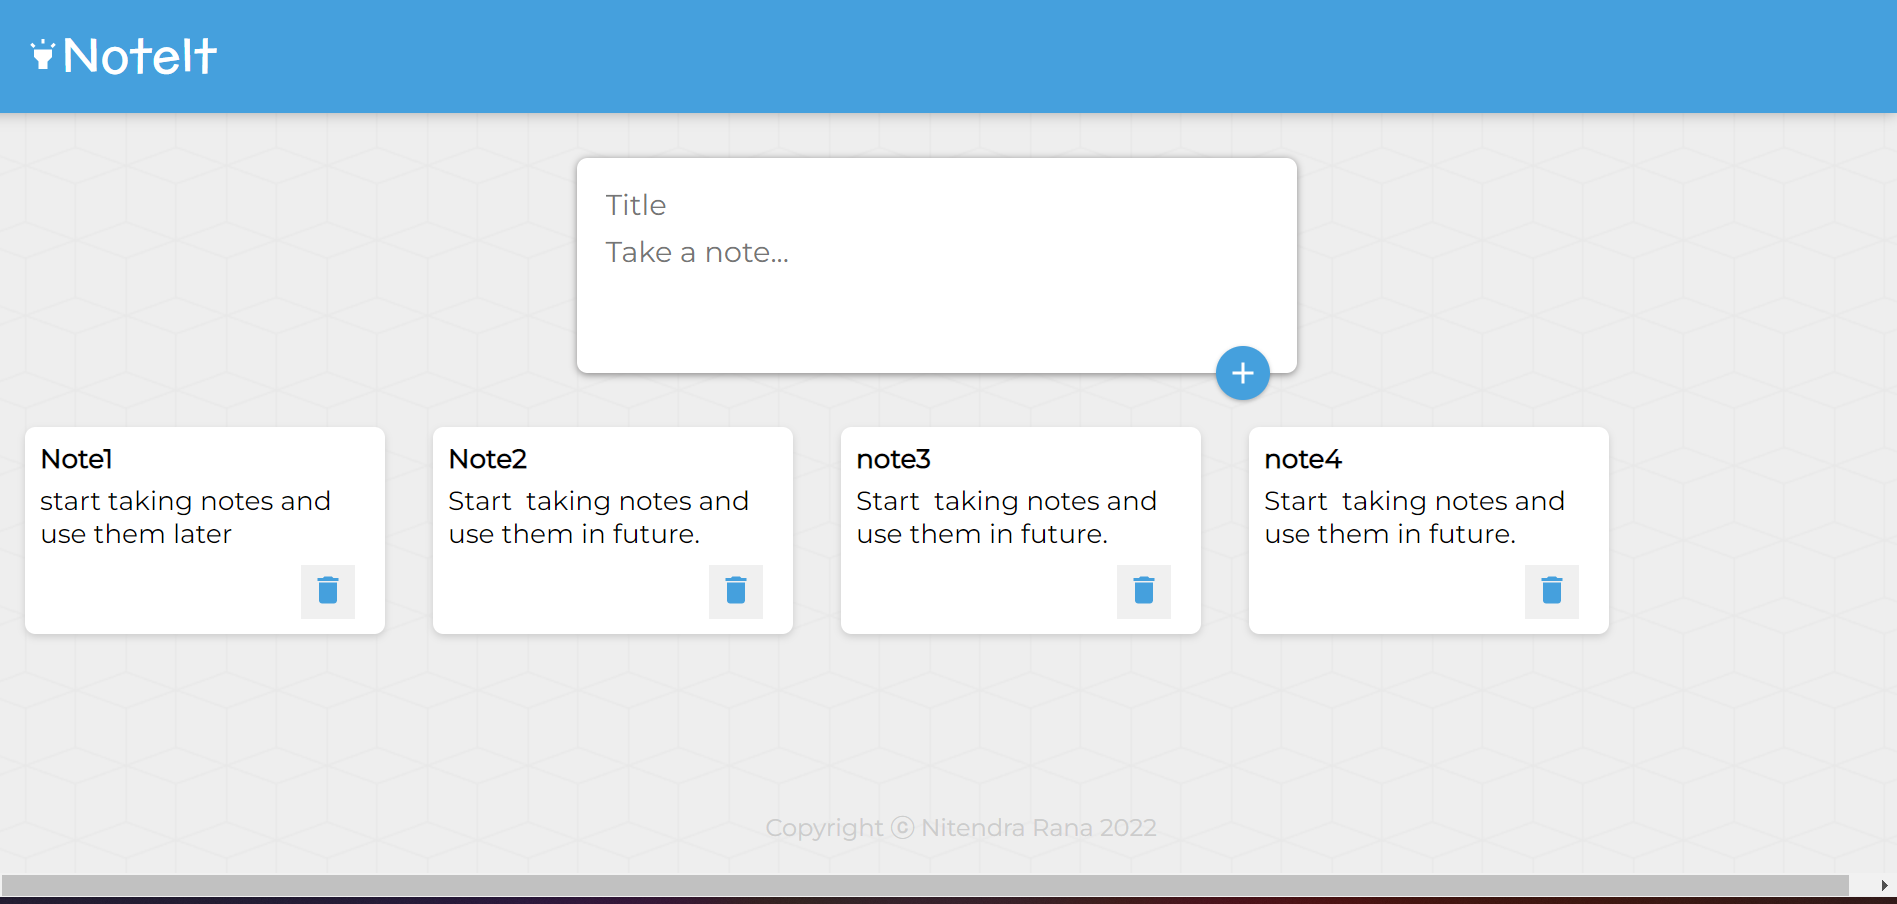 NoteIt
Title
Take a note...
Note1
start taking notes and
use them later
Note2
Start  taking notes and
use them in future.
note3
Start  taking notes and
use them in future.
note4
Start  taking notes and
use them in future.
Copyright ⓒ Nitendra Rana 2022